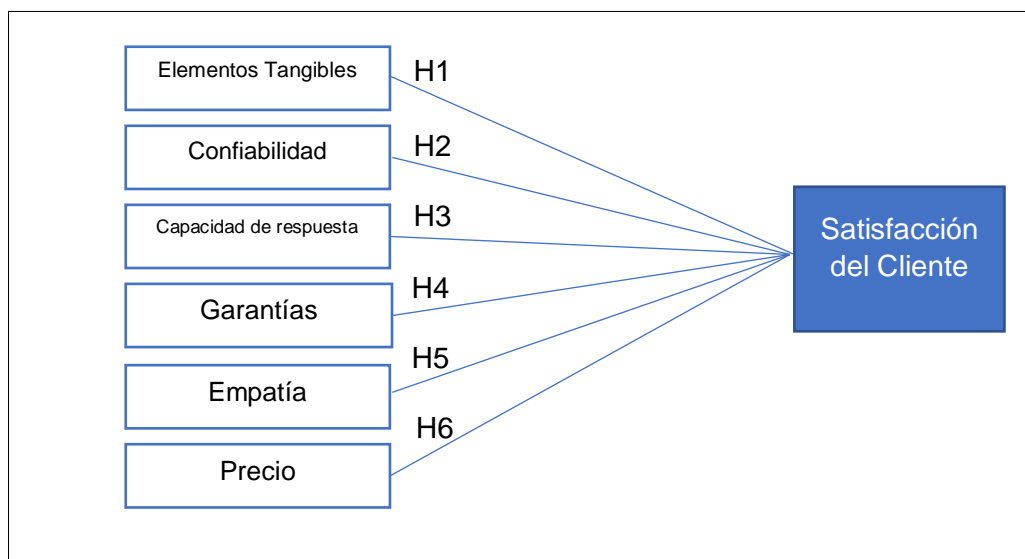 Elementos Tangibles
H1
Confiabilidad
H2
Capacidad de respuesta
H3
Garantías
H4
Empatía
H5
Precio
H6
Satisfacción
del Cliente